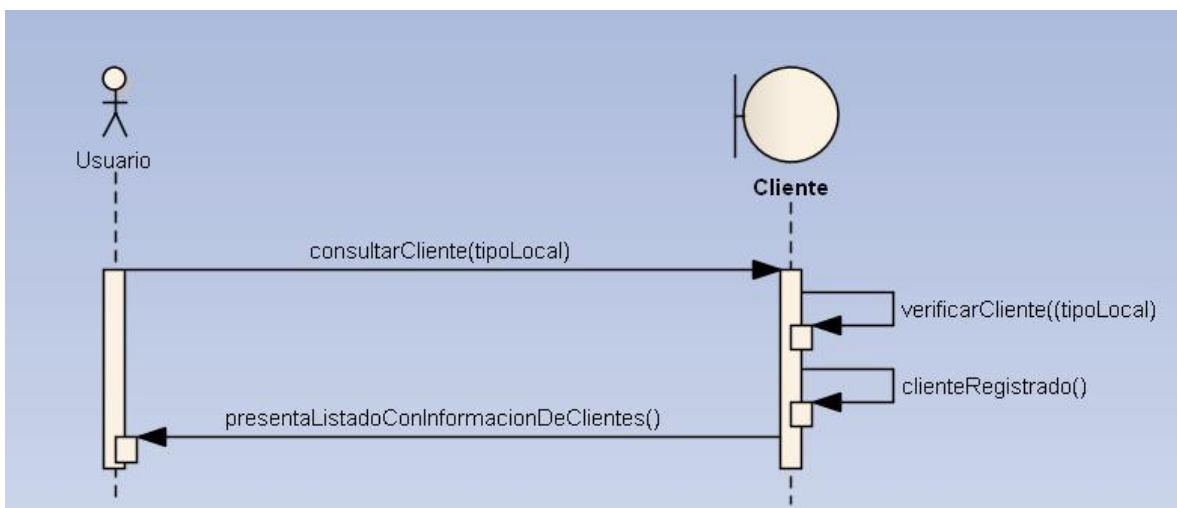 Usuario
Cliente
consultarCliente(tipoLocal)
verificarCliente((tipoLocal)
clienteRegistrado()
presentaListadoConInformacionDeClientes()